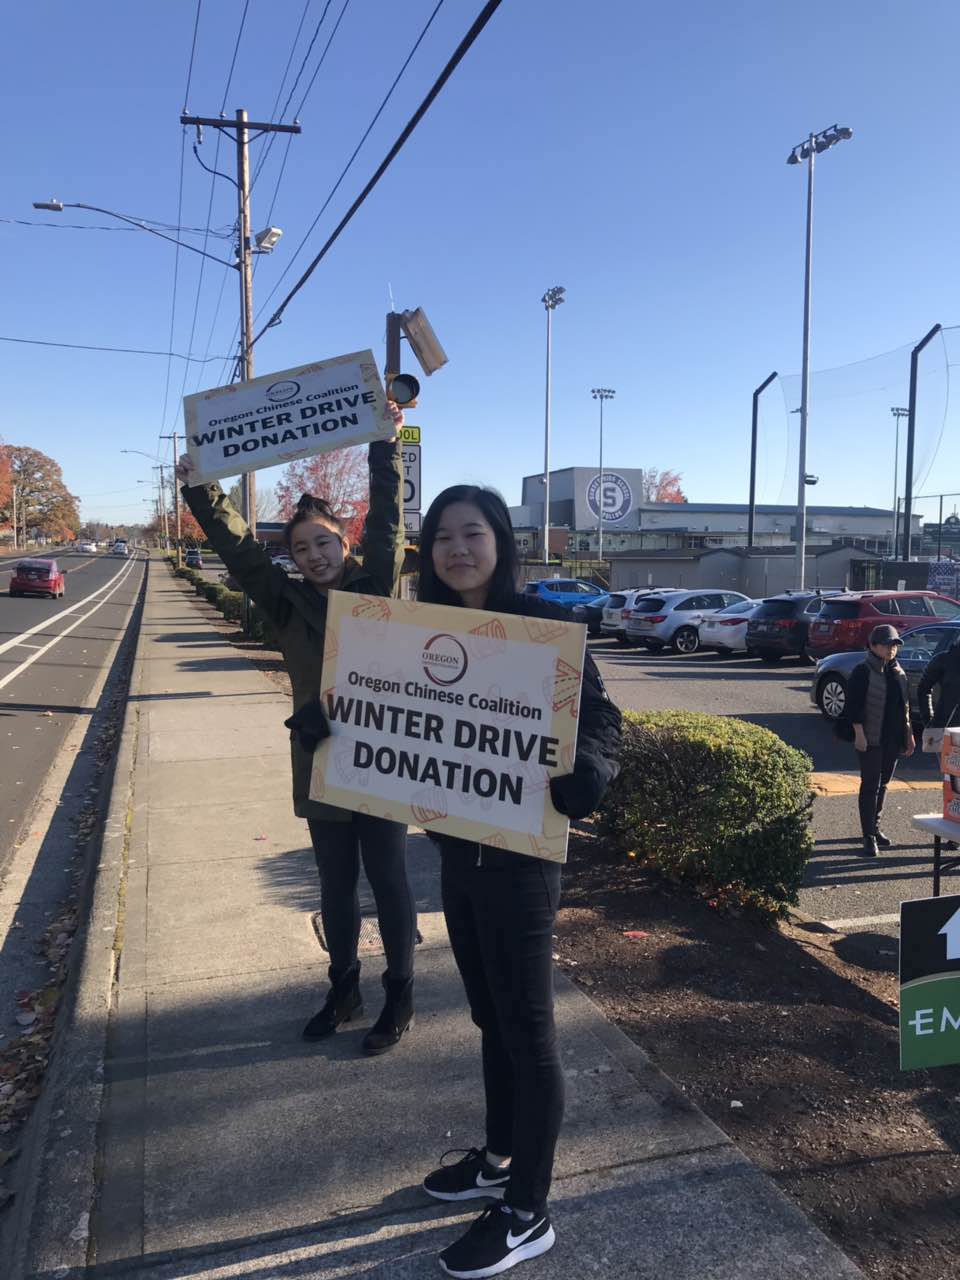 Oregon Chinese Coalition
WINTER DRIVE
DONATION
OREGON
Oregon Chinese Coalition
WINTER DRIVE
DONATION
S
EM